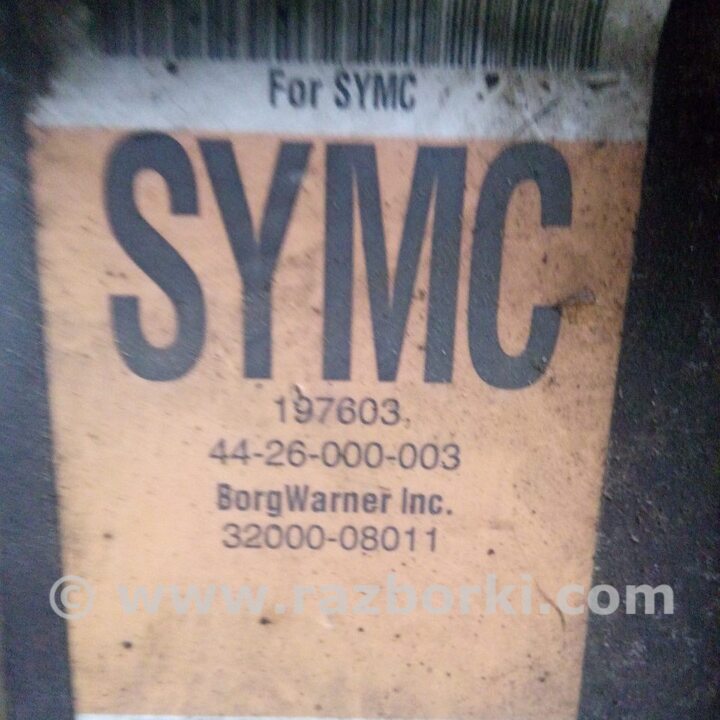 For SYMC
SYMC
197603
44-26-000-003
BorgWarner Inc.
32000-08011
© www.razborki.com